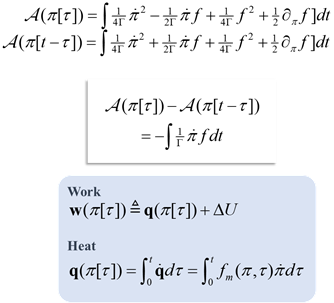 𝒜(π[τ]) = ∫ 1/4Γ π̇² − 1/2Γ π̇ f + 1/4Γ f² + 1/2 ∂_π f] dt
𝒜(π[t − τ]) = ∫ 1/4Γ π̇² + 1/2Γ π̇ f + 1/4Γ f² + 1/2 ∂_π f] dt
𝒜(π[τ]) − 𝒜(π[t − τ])
= −∫ 1/Γ π̇ f dt
Work
w(π[τ]) ≜ q(π[τ]) + ΔU
Heat
q(π[τ]) = ∫₀ᵗ q̇ dτ = ∫₀ᵗ f_m(π, τ) π̇ dτ